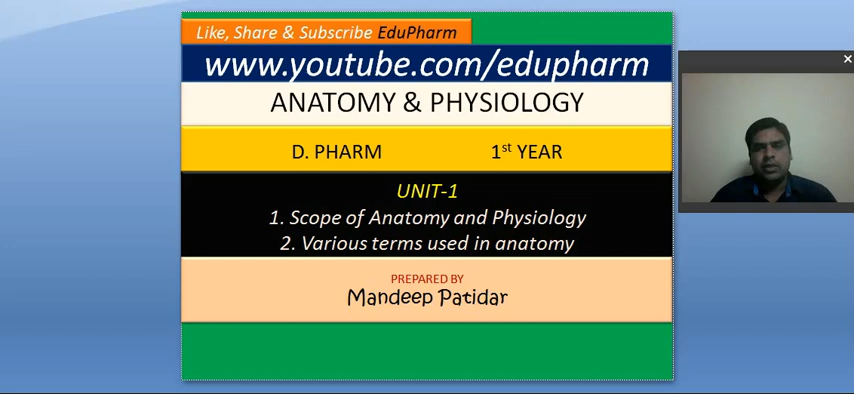 Like, Share & Subscribe EduPharm
www.youtube.com/edupharm
ANATOMY & PHYSIOLOGY
D. PHARM 1st YEAR
UNIT-1
1. Scope of Anatomy and Physiology
2. Various terms used in anatomy
PREPARED BY
Mandeep Patidar